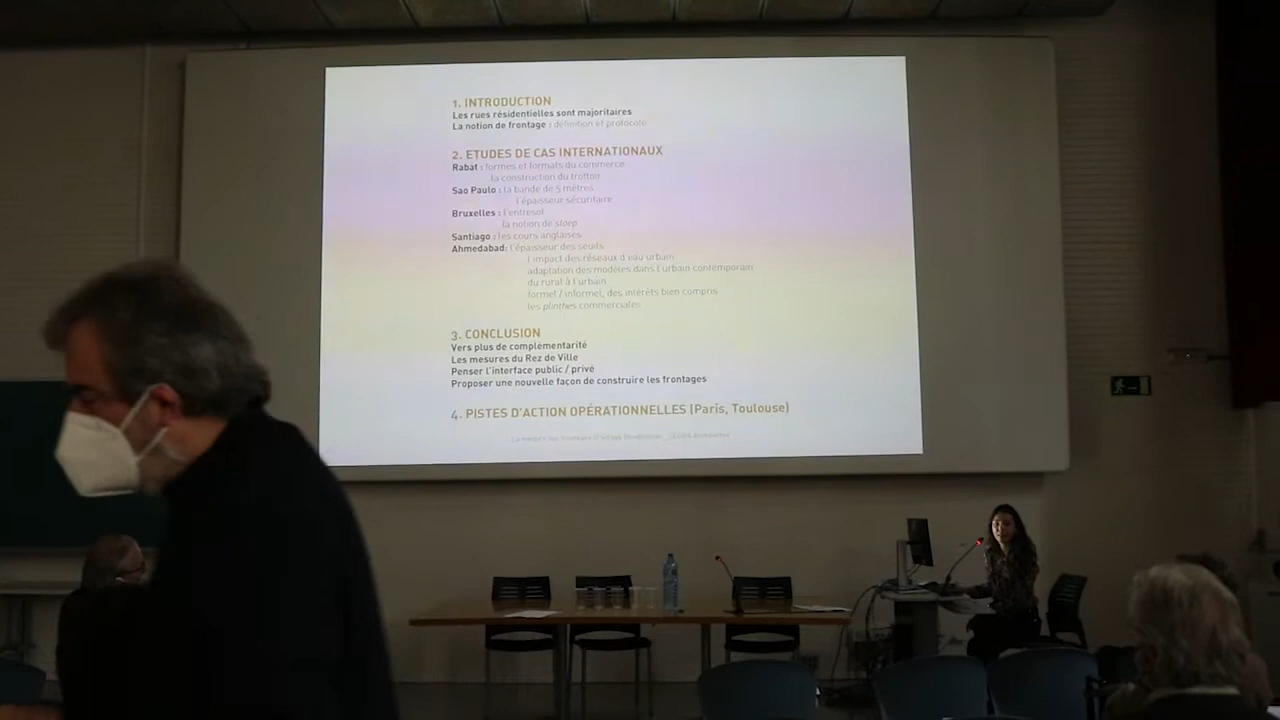 1. INTRODUCTION
Les rues résidentielles sont majoritaires
La notion de frontage : définition et protocole
2. ETUDES DE CAS INTERNATIONAUX
Rabat : formes et formats du commerce
la construction du trottoir
Sao Paulo : la bande de 5 mètres
l'épaisseur sécuritaire
Bruxelles : l'entresol
la notion de stoep
Santiago : les cours anglaises
Ahmedabad: l'épaisseur des seuils
l'impact des réseaux d'eau urbain
adaptation des modèles dans l'urbain contemporain
du rural à l'urbain
formel / informel, des intérêts bien compris
les plinthes commerciales
3. CONCLUSION
Vers plus de complémentarité
Les mesures du Rez de Ville
Penser l'interface public / privé
Proposer une nouvelle façon de construire les frontages
4. PISTES D'ACTION OPÉRATIONNELLES (Paris, Toulouse)